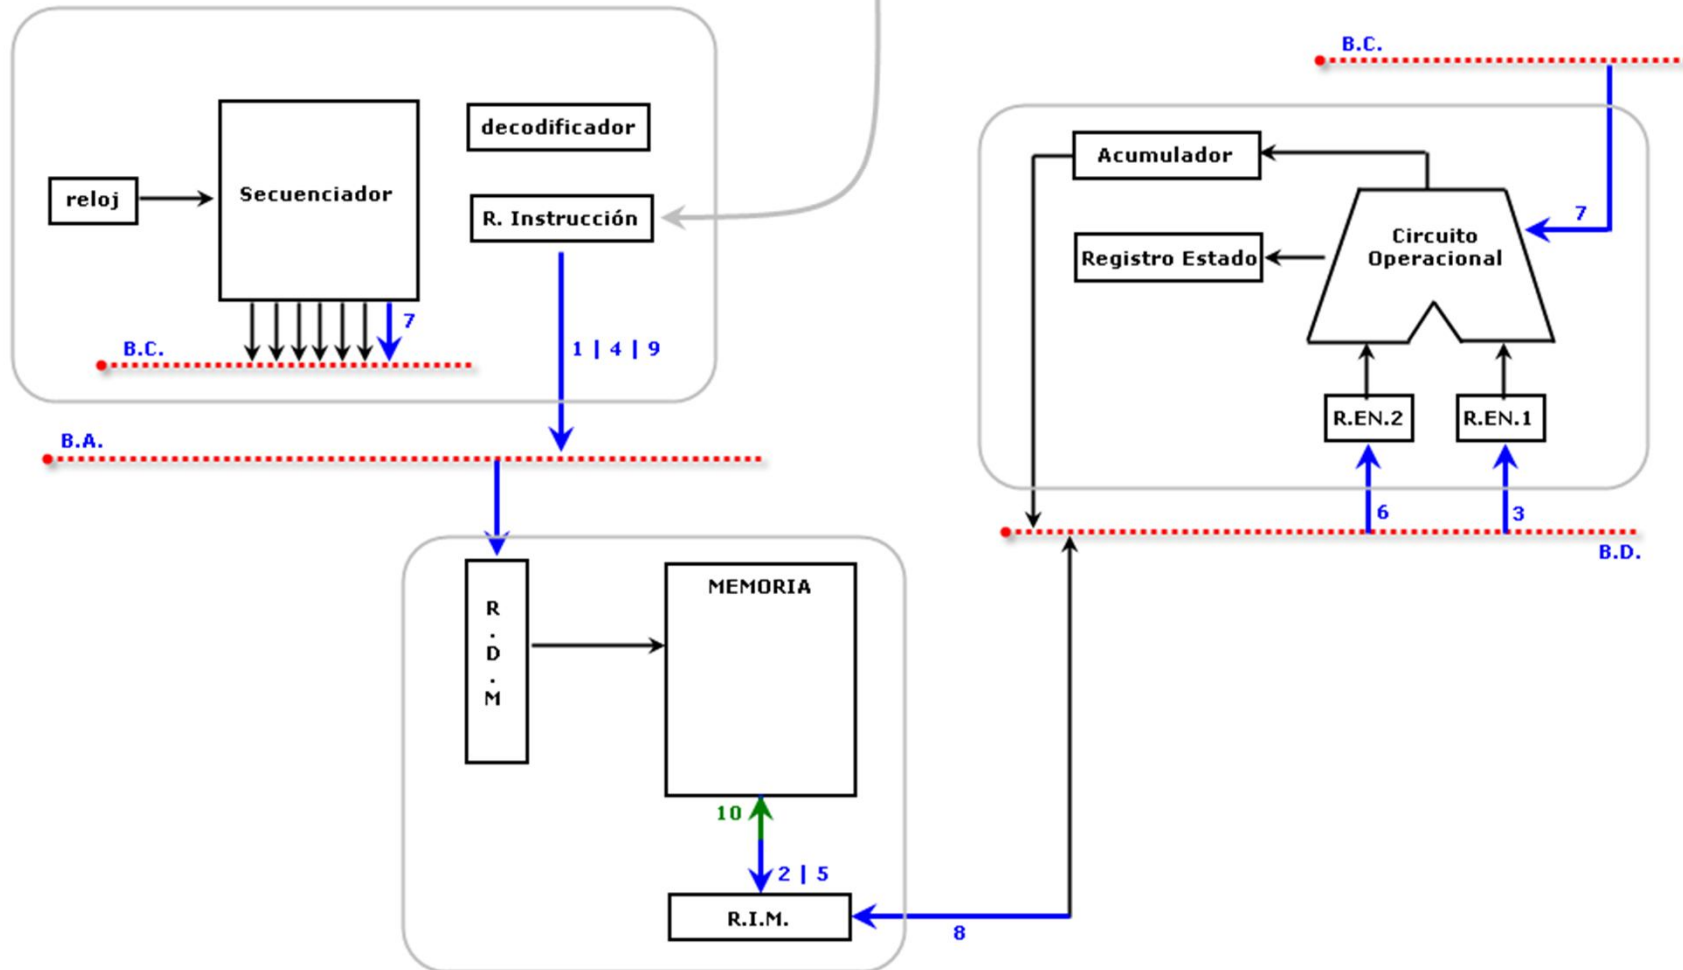 decodificador
reloj
Secuenciador
R. Instrucción
7
B.C.
1 | 4 | 9
B.A.
R
.
D
.
M
MEMORIA
10
2 | 5
R.I.M.
8
B.C.
Acumulador
7
Registro Estado
Circuito
Operacional
R.EN.2
R.EN.1
6
3
B.D.